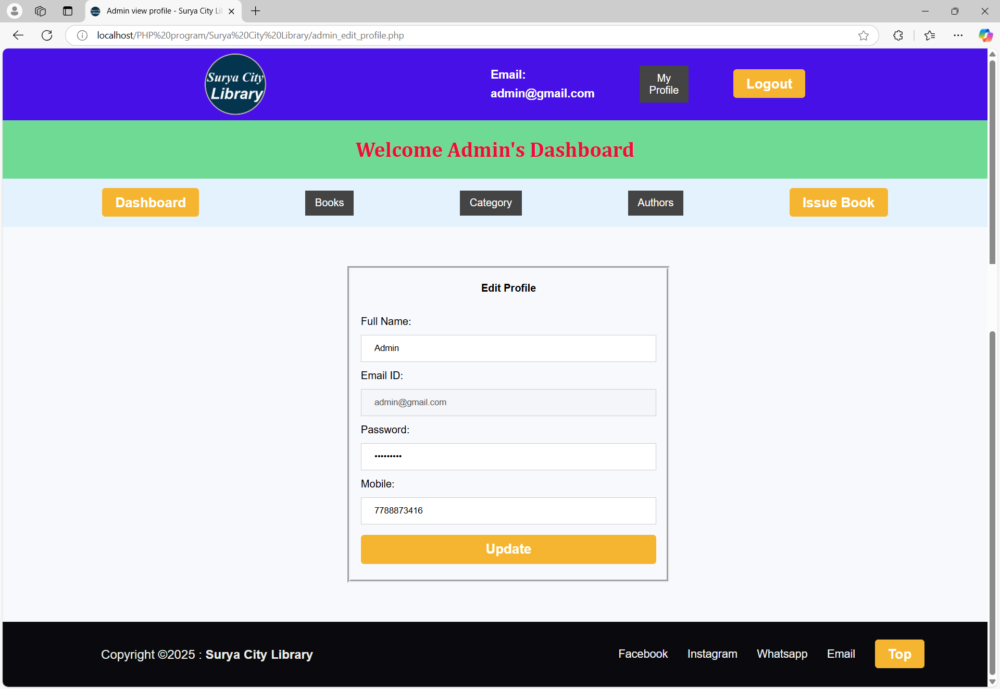 Admin view profile - Surya City Li
localhost/PHP%20program/Surya%20City%20Library/admin_edit_profile.php
Surya City
Library
Email:
admin@gmail.com
My
Profile
Logout
Welcome Admin's Dashboard
Dashboard
Books
Category
Authors
Issue Book
Edit Profile
Full Name:
Admin
Email ID:
admin@gmail.com
Password:
•••••••••
Mobile:
7788873416
Update
Copyright ©2025 : Surya City Library
Facebook
Instagram
Whatsapp
Email
Top